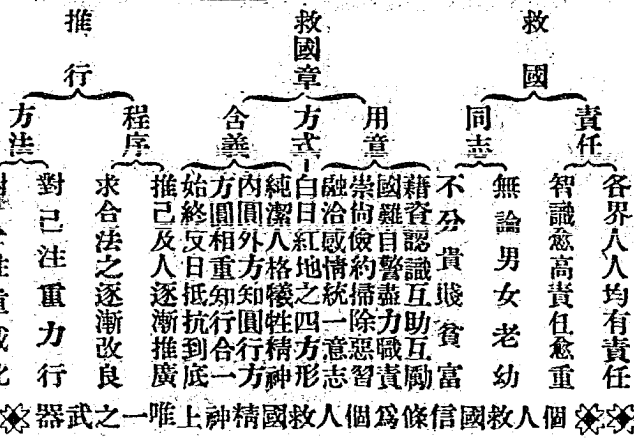 救國
責任
各界人人均有責任
智識愈高責任愈重
同志
無論男女老幼
不分貴賤貧富
救國章
用意
藉資認識互助互勵
國難自警盡力職責
崇尚儉約掃除惡習
融洽感情統一意志
方式
白日紅地之四方形
含義
純潔人格犧牲精神
內圓外方知圓行方
方圓相重知行合一
始終反日抵抗到底
推行
程序
推己及人逐漸推廣
求合法之逐漸改良
方法
對己注重力行
個人救國信條爲個人救國精神上唯一之武器